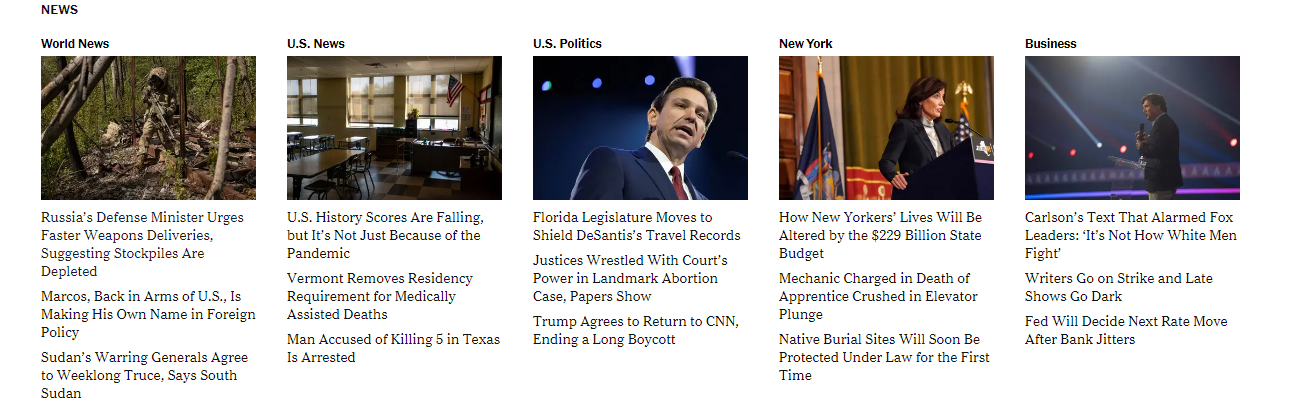 NEWS
World News
Russia’s Defense Minister Urges
Faster Weapons Deliveries,
Suggesting Stockpiles Are
Depleted
Marcos, Back in Arms of U.S., Is
Making His Own Name in Foreign
Policy
Sudan’s Warring Generals Agree
to Weeklong Truce, Says South
Sudan
U.S. News
U.S. History Scores Are Falling,
but It’s Not Just Because of the
Pandemic
Vermont Removes Residency
Requirement for Medically
Assisted Deaths
Man Accused of Killing 5 in Texas
Is Arrested
U.S. Politics
Florida Legislature Moves to
Shield DeSantis’s Travel Records
Justices Wrestled With Court’s
Power in Landmark Abortion
Case, Papers Show
Trump Agrees to Return to CNN,
Ending a Long Boycott
New York
How New Yorkers’ Lives Will Be
Altered by the $229 Billion State
Budget
Mechanic Charged in Death of
Apprentice Crushed in Elevator
Plunge
Native Burial Sites Will Soon Be
Protected Under Law for the First
Time
Business
Carlson’s Text That Alarmed Fox
Leaders: ‘It’s Not How White Men
Fight’
Writers Go on Strike and Late
Shows Go Dark
Fed Will Decide Next Rate Move
After Bank Jitters